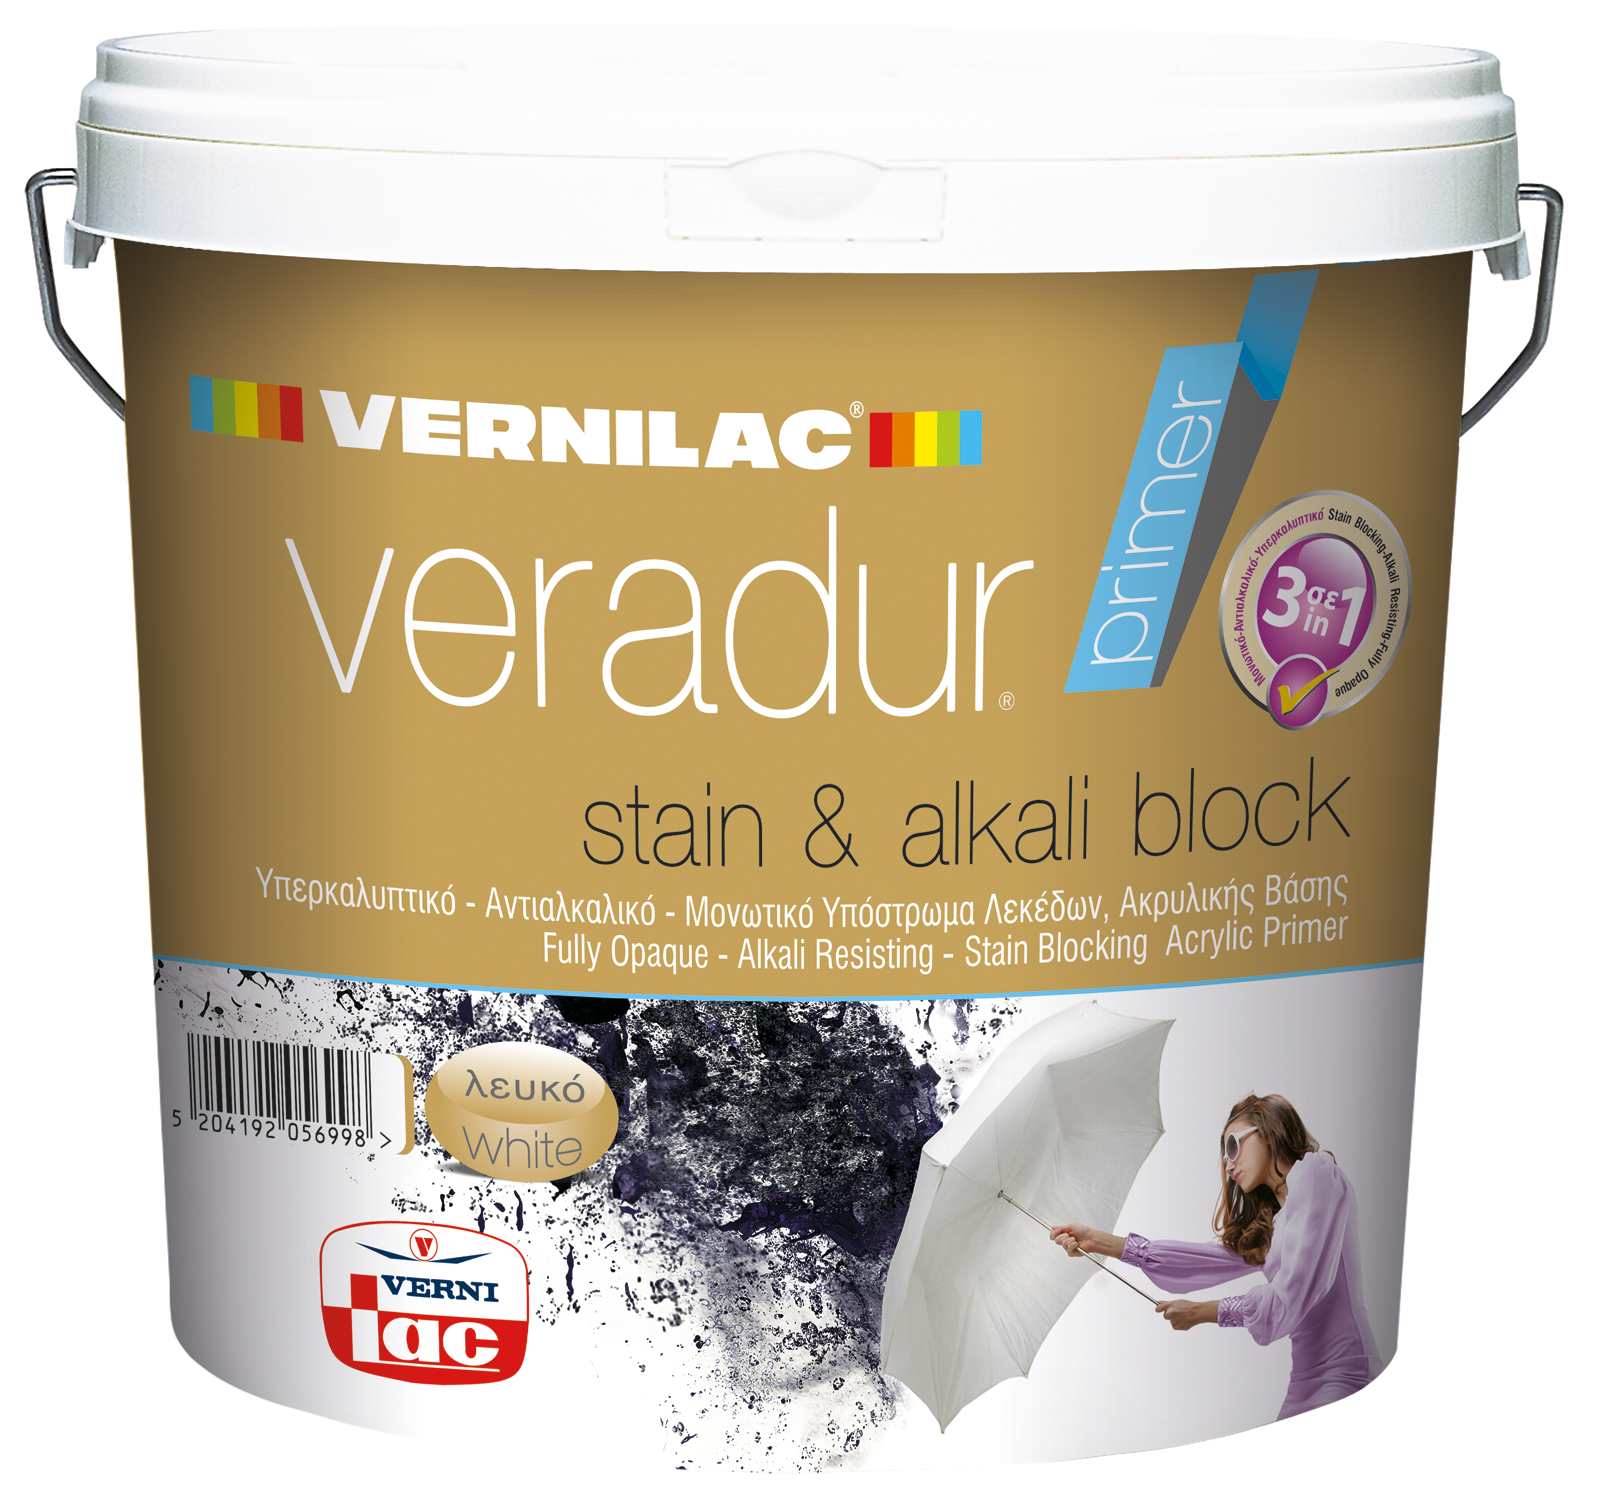 VERNILAC®
veradur®
primer
Μονωτικό-Αντιαλκαλικό-Υπερκαλυπτικό Stain Blocking-Alkali Resisting-Fully Opaque
3 σε 1
in
stain & alkali block
Υπερκαλυπτικό - Αντιαλκαλικό - Μονωτικό Υπόστρωμα Λεκέδων, Ακρυλικής Βάσης
Fully Opaque - Alkali Resisting - Stain Blocking Acrylic Primer
λευκό
White
5 204192 056998 >
V
VERNI
lac